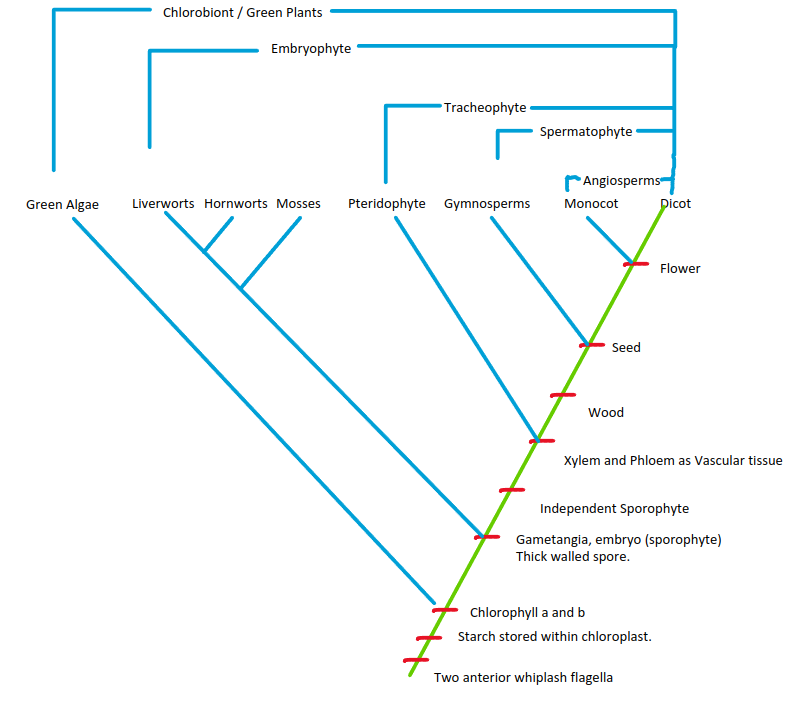 Chlorobiont / Green Plants
Embryophyte
Tracheophyte
Spermatophyte
Angiosperms
Green Algae
Liverworts
Hornworts
Mosses
Pteridophyte
Gymnosperms
Monocot
Dicot
Flower
Seed
Wood
Xylem and Phloem as Vascular tissue
Independent Sporophyte
Gametangia, embryo (sporophyte)
Thick walled spore.
Chlorophyll a and b
Starch stored within chloroplast.
Two anterior whiplash flagella